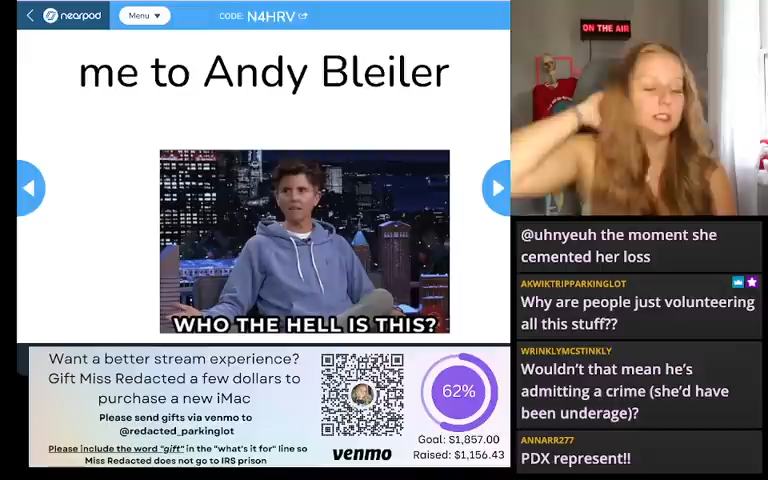 nearpod
Menu
CODE: N4HRV
me to Andy Bleiler
WHO THE HELL IS THIS?
Want a better stream experience?
Gift Miss Redacted a few dollars to
purchase a new iMac
Please send gifts via venmo to
@redacted_parkinglot
Please include the word "gift" in the "what's it for" line so
Miss Redacted does not go to IRS prison
venmo
62%
Goal: $1,857.00
Raised: $1,156.43
ON THE AIR
@uhnyeuh the moment she
cemented her loss
AKWIKTRIPPARKINGLOT
Why are people just volunteering
all this stuff??
WRINKLYMCSTINKLY
Wouldn't that mean he's
admitting a crime (she'd have
been underage)?
ANNARR277
PDX represent!!